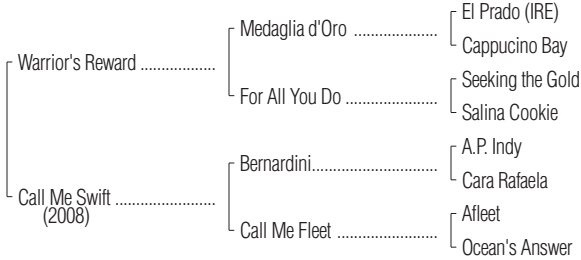 El Prado (IRE)
Medaglia d'Oro ....................
Cappucino Bay
Warrior's Reward ..................
Seeking the Gold
For All You Do ......................
Salina Cookie
A.P. Indy
Bernardini..............................
Cara Rafaela
Call Me Swift ........................
(2008)
Afleet
Call Me Fleet ........................
Ocean's Answer